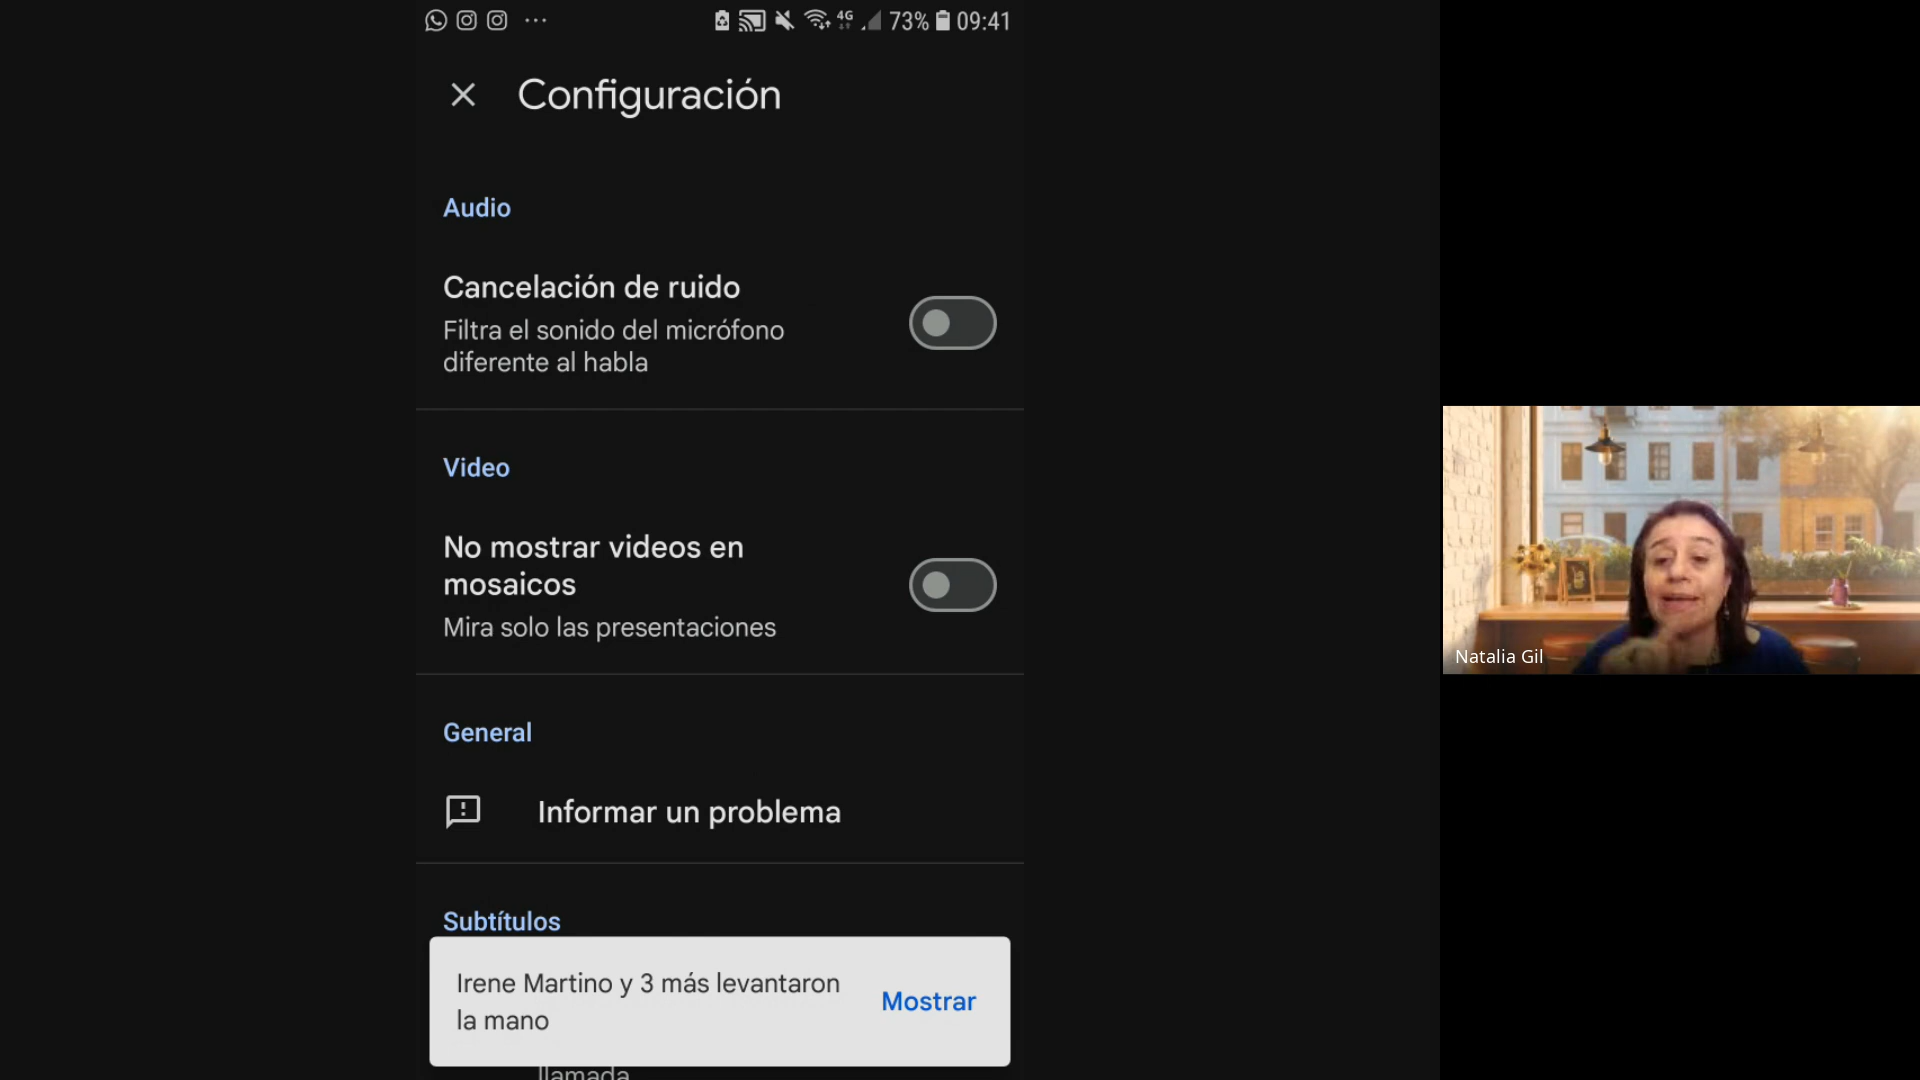 4G 73% 09:41
Configuración
Audio
Cancelación de ruido
Filtra el sonido del micrófono
diferente al habla
Video
No mostrar videos en
mosaicos
Mira solo las presentaciones
General
Informar un problema
Subtítulos
Irene Martino y 3 más levantaron
la mano
Mostrar
llamada
Natalia Gil